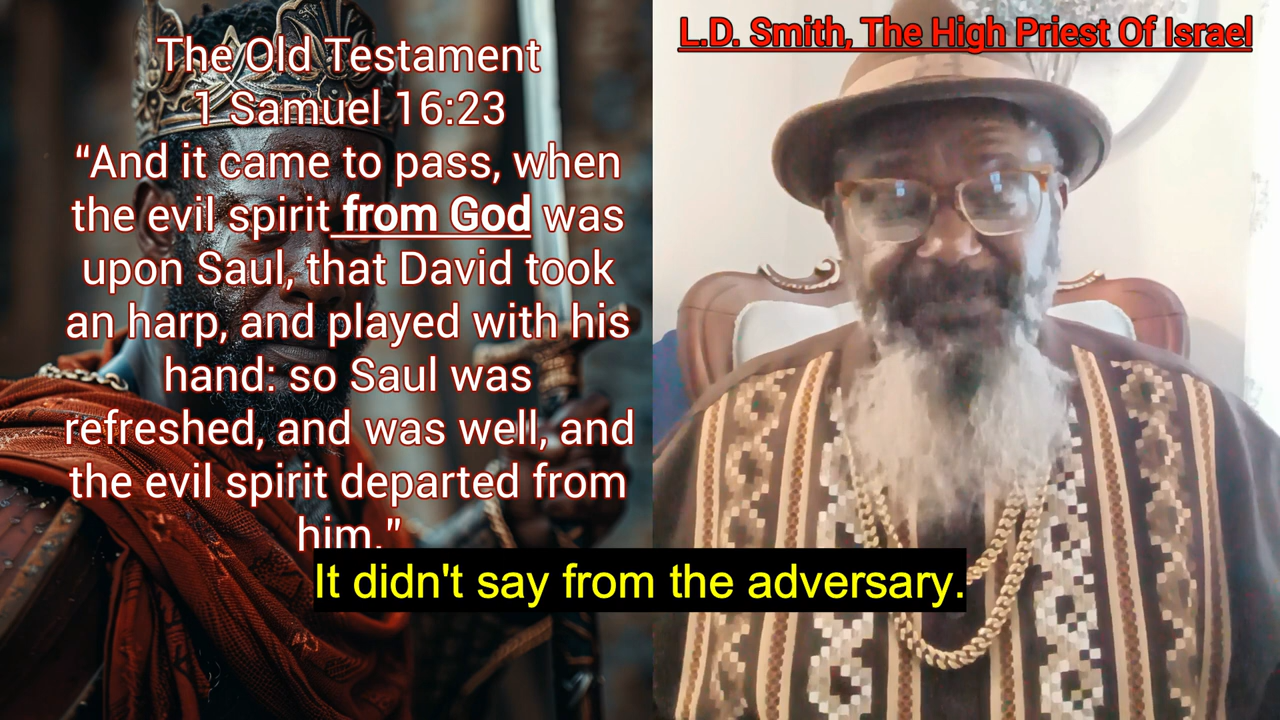 The Old Testament
1 Samuel 16:23
“And it came to pass, when
the evil spirit from God was
upon Saul, that David took
an harp, and played with his
hand: so Saul was
refreshed, and was well, and
the evil spirit departed from
him.”
L.D. Smith, The High Priest Of Israel
It didn't say from the adversary.